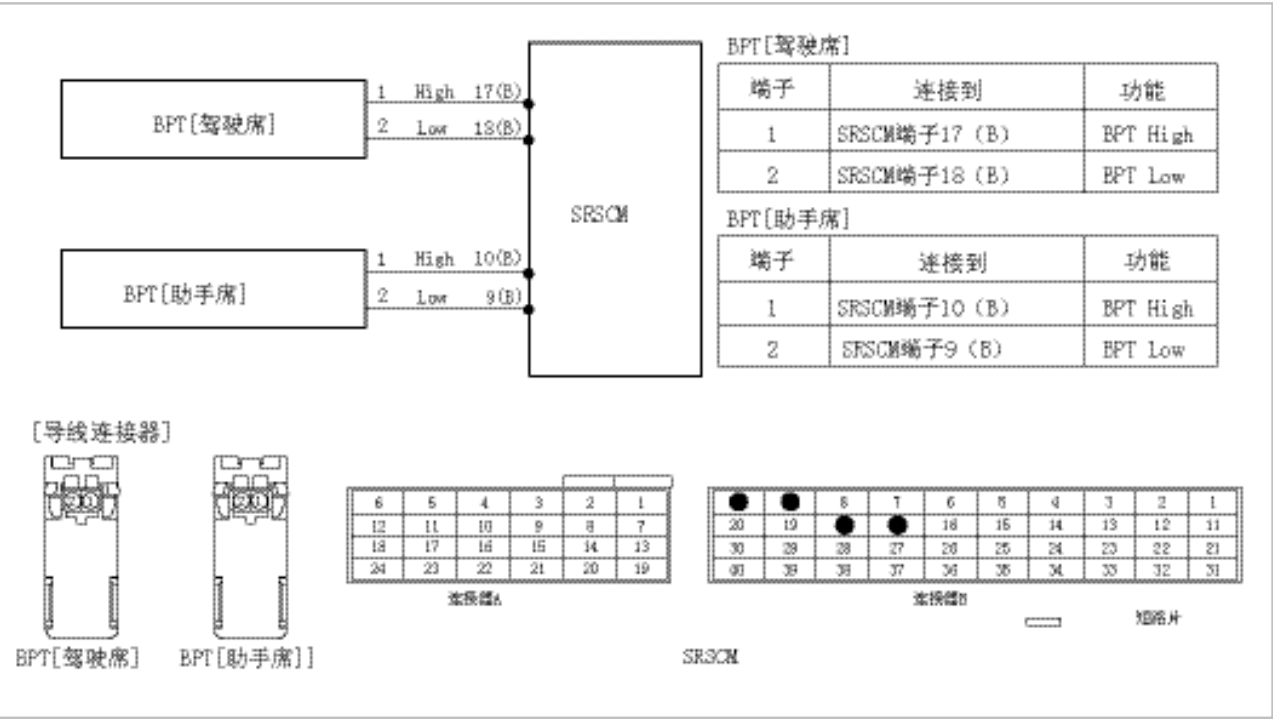 BPT[驾驶席]
1 High 17(B)
2 Low 18(B)
BPT[助手席]
1 High 10(B)
2 Low 9(B)
SRSCM
BPT[驾驶席]
端子 连接到 功能
1 SRSCM端子17（B） BPT High
2 SRSCM端子18（B） BPT Low
BPT[助手席]
端子 连接到 功能
1 SRSCM端子10（B） BPT High
2 SRSCM端子9（B） BPT Low
[导线连接器]
2 1
2 1
BPT[驾驶席]
BPT[助手席]]
6 5 4 3 2 1
12 11 10 9 8 7
18 17 16 15 14 13
24 23 22 21 20 19
连接器A
8 7 6 5 4 3 2 1
20 19 16 15 14 13 12 11
30 29 28 27 26 25 24 23 22 21
40 39 38 37 36 35 34 33 32 31
连接器B
短路片
SRSCM